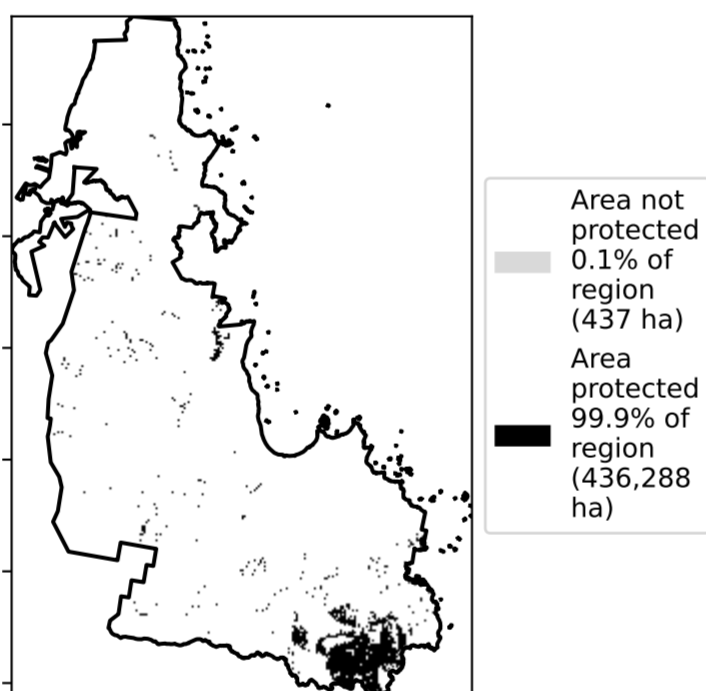 Area not
protected
0.1% of
region
(437 ha)
Area
protected
99.9% of
region
(436,288
ha)